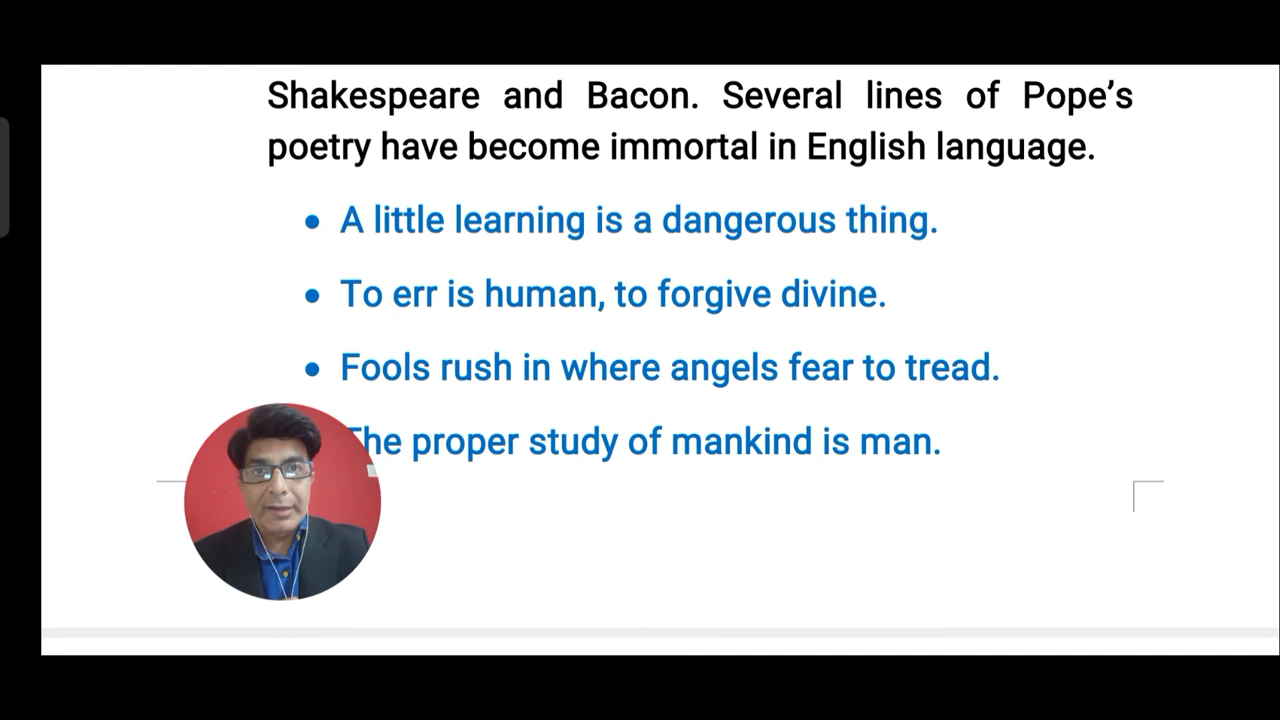 Shakespeare and Bacon. Several lines of Pope’s
poetry have become immortal in English language.
• A little learning is a dangerous thing.
• To err is human, to forgive divine.
• Fools rush in where angels fear to tread.
The proper study of mankind is man.